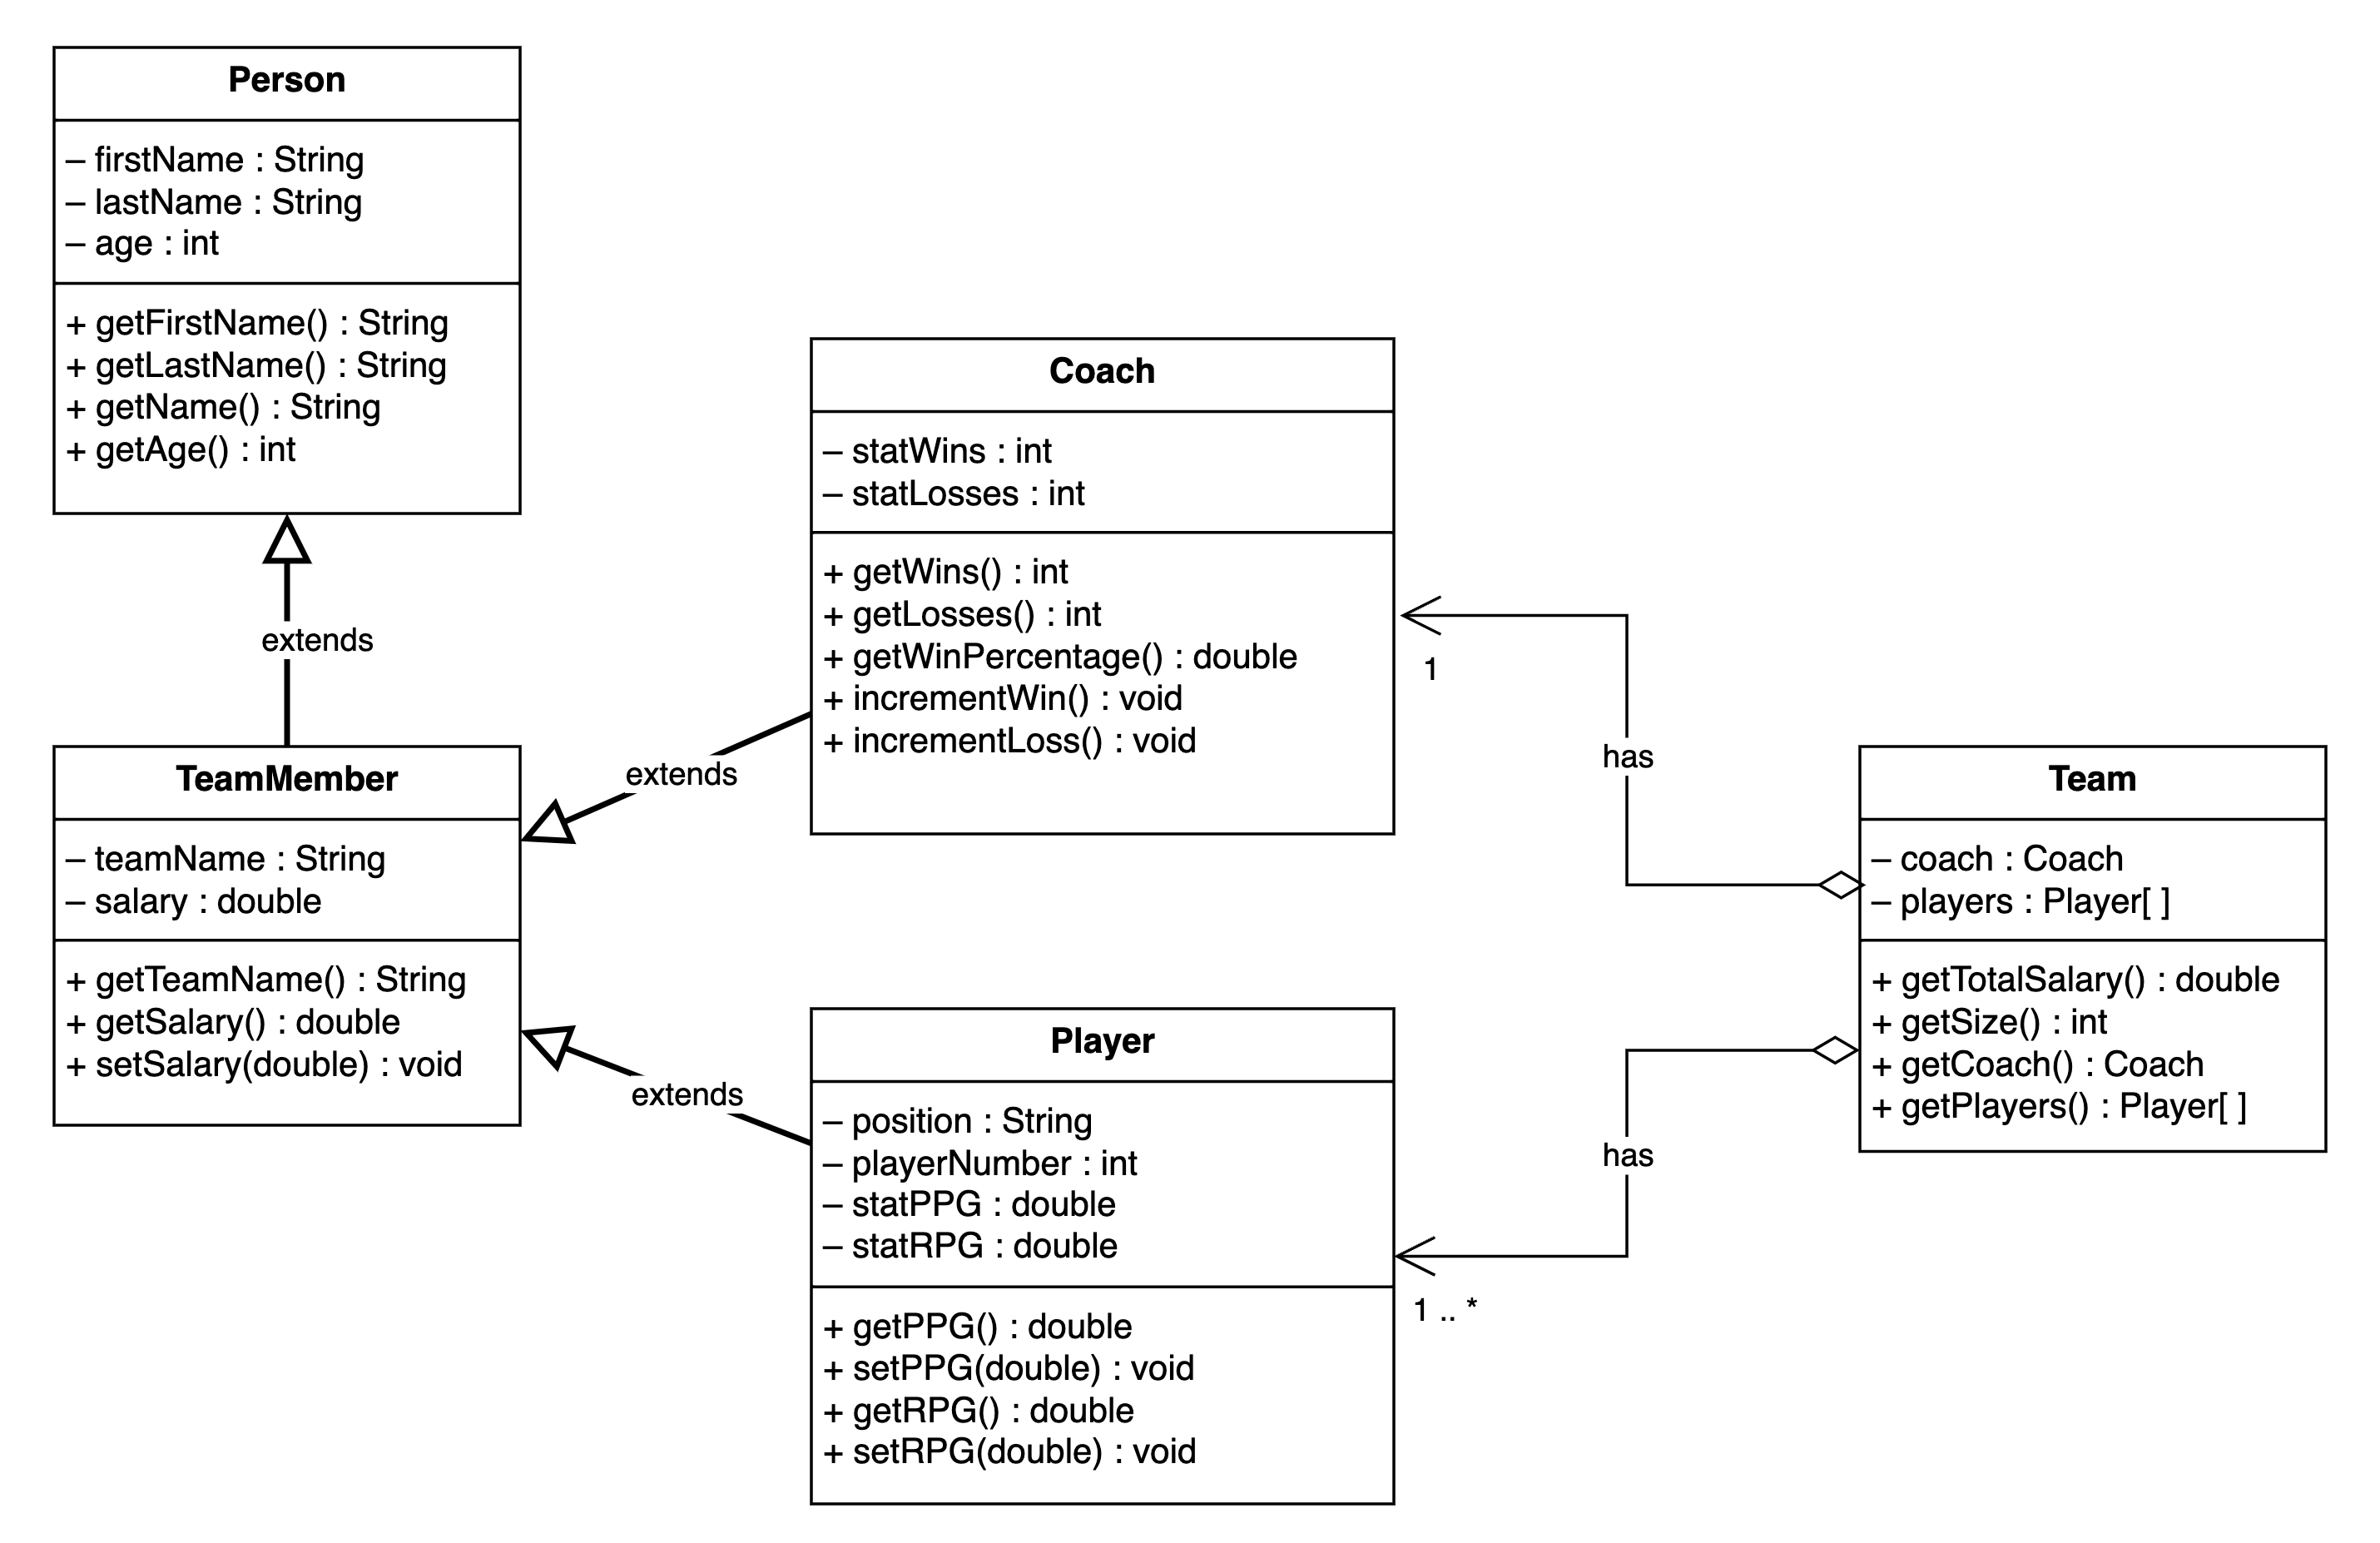 Person
– firstName : String
– lastName : String
– age : int
+ getFirstName() : String
+ getLastName() : String
+ getName() : String
+ getAge() : int
extends
TeamMember
– teamName : String
– salary : double
+ getTeamName() : String
+ getSalary() : double
+ setSalary(double) : void
extends
extends
Coach
– statWins : int
– statLosses : int
+ getWins() : int
+ getLosses() : int
+ getWinPercentage() : double
+ incrementWin() : void
+ incrementLoss() : void
Player
– position : String
– playerNumber : int
– statPPG : double
– statRPG : double
+ getPPG() : double
+ setPPG(double) : void
+ getRPG() : double
+ setRPG(double) : void
1
has
has
1 .. *
Team
– coach : Coach
– players : Player[ ]
+ getTotalSalary() : double
+ getSize() : int
+ getCoach() : Coach
+ getPlayers() : Player[ ]